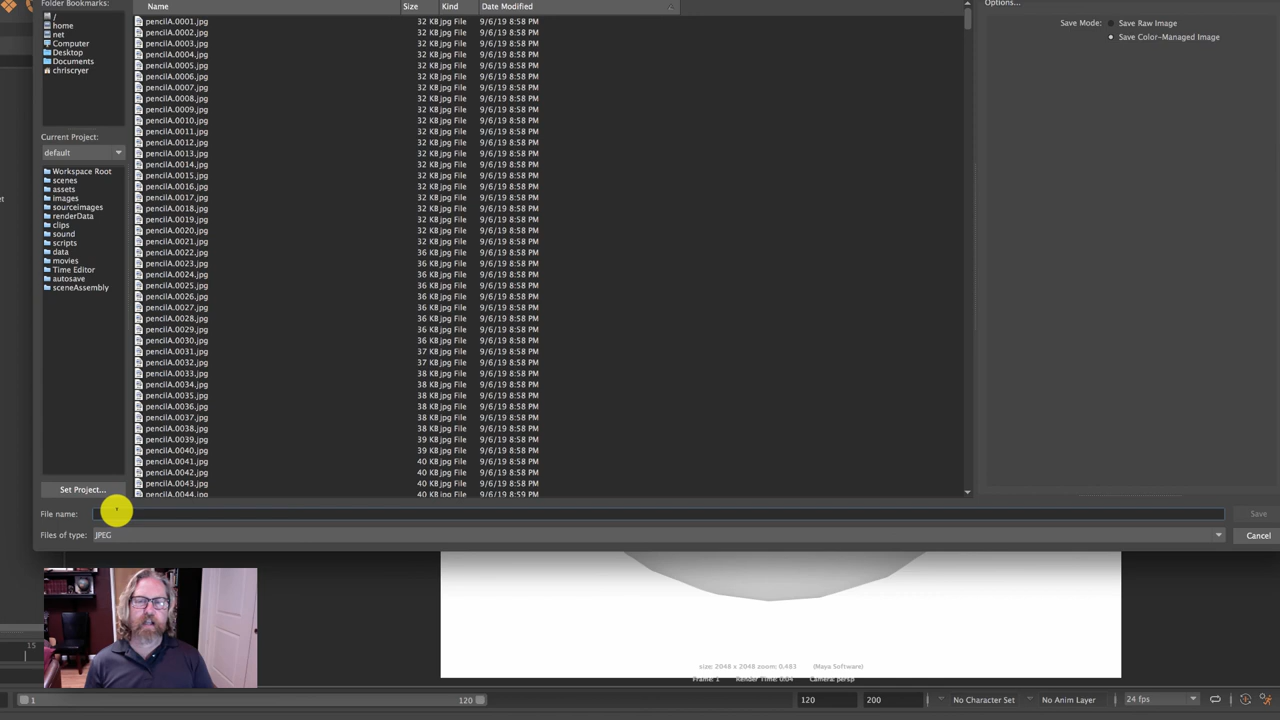 Folder Bookmarks:
/
home
net
Computer
Desktop
Documents
chriscryer
Current Project:
default
Workspace Root
scenes
assets
images
sourceimages
renderData
clips
sound
scripts
data
movies
Time Editor
autosave
sceneAssembly
Set Project...
Name Size Kind Date Modified
pencilA.0001.jpg 32 KB jpg File 9/6/19 8:58 PM
pencilA.0002.jpg 32 KB jpg File 9/6/19 8:58 PM
pencilA.0003.jpg 32 KB jpg File 9/6/19 8:58 PM
pencilA.0004.jpg 32 KB jpg File 9/6/19 8:58 PM
pencilA.0005.jpg 32 KB jpg File 9/6/19 8:58 PM
pencilA.0006.jpg 32 KB jpg File 9/6/19 8:58 PM
pencilA.0007.jpg 32 KB jpg File 9/6/19 8:58 PM
pencilA.0008.jpg 32 KB jpg File 9/6/19 8:58 PM
pencilA.0009.jpg 32 KB jpg File 9/6/19 8:58 PM
pencilA.0010.jpg 32 KB jpg File 9/6/19 8:58 PM
pencilA.0011.jpg 32 KB jpg File 9/6/19 8:58 PM
pencilA.0012.jpg 32 KB jpg File 9/6/19 8:58 PM
pencilA.0013.jpg 32 KB jpg File 9/6/19 8:58 PM
pencilA.0014.jpg 32 KB jpg File 9/6/19 8:58 PM
pencilA.0015.jpg 32 KB jpg File 9/6/19 8:58 PM
pencilA.0016.jpg 32 KB jpg File 9/6/19 8:58 PM
pencilA.0017.jpg 32 KB jpg File 9/6/19 8:58 PM
pencilA.0018.jpg 32 KB jpg File 9/6/19 8:58 PM
pencilA.0019.jpg 32 KB jpg File 9/6/19 8:58 PM
pencilA.0020.jpg 32 KB jpg File 9/6/19 8:58 PM
pencilA.0021.jpg 32 KB jpg File 9/6/19 8:58 PM
pencilA.0022.jpg 36 KB jpg File 9/6/19 8:58 PM
pencilA.0023.jpg 36 KB jpg File 9/6/19 8:58 PM
pencilA.0024.jpg 36 KB jpg File 9/6/19 8:58 PM
pencilA.0025.jpg 36 KB jpg File 9/6/19 8:58 PM
pencilA.0026.jpg 36 KB jpg File 9/6/19 8:58 PM
pencilA.0027.jpg 36 KB jpg File 9/6/19 8:58 PM
pencilA.0028.jpg 36 KB jpg File 9/6/19 8:58 PM
pencilA.0029.jpg 36 KB jpg File 9/6/19 8:58 PM
pencilA.0030.jpg 36 KB jpg File 9/6/19 8:58 PM
pencilA.0031.jpg 37 KB jpg File 9/6/19 8:58 PM
pencilA.0032.jpg 37 KB jpg File 9/6/19 8:58 PM
pencilA.0033.jpg 38 KB jpg File 9/6/19 8:58 PM
pencilA.0034.jpg 38 KB jpg File 9/6/19 8:58 PM
pencilA.0035.jpg 38 KB jpg File 9/6/19 8:58 PM
pencilA.0036.jpg 38 KB jpg File 9/6/19 8:58 PM
pencilA.0037.jpg 38 KB jpg File 9/6/19 8:58 PM
pencilA.0038.jpg 38 KB jpg File 9/6/19 8:58 PM
pencilA.0039.jpg 39 KB jpg File 9/6/19 8:58 PM
pencilA.0040.jpg 39 KB jpg File 9/6/19 8:58 PM
pencilA.0041.jpg 40 KB jpg File 9/6/19 8:58 PM
pencilA.0042.jpg 40 KB jpg File 9/6/19 8:58 PM
pencilA.0043.jpg 40 KB jpg File 9/6/19 8:58 PM
pencilA.0044.jpg 40 KB jpg File 9/6/19 8:59 PM
Options...
Save Mode: Save Raw Image
Save Color-Managed Image
File name: Save
Files of type: JPEG Cancel
size: 2048 x 2048 zoom: 0.483 (Maya Software)
Frame: 1 Render Time: 0:04 Camera: persp
15
1 120 120 200 No Character Set No Anim Layer 24 fps